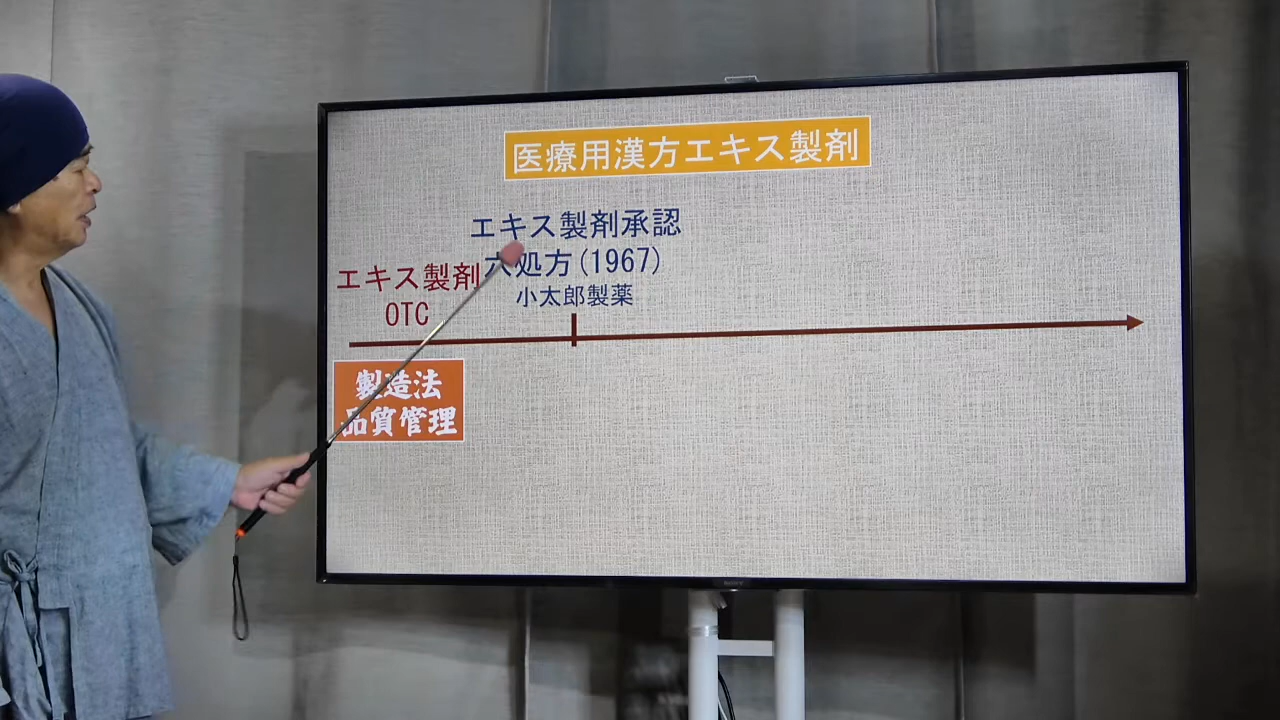 医療用漢方エキス製剤
エキス製剤承認
六処方(1967)
小太郎製薬
エキス製剤
OTC
製造法
品質管理
SONY